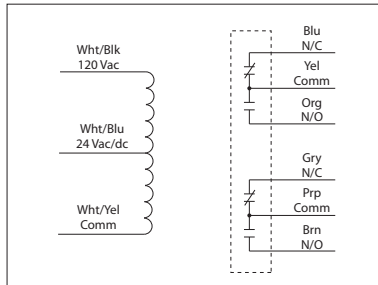 Wht/Blk
120 Vac
Wht/Blu
24 Vac/dc
Wht/Yel
Comm
Blu
N/C
Yel
Comm
Org
N/O
Gry
N/C
Prp
Comm
Brn
N/O